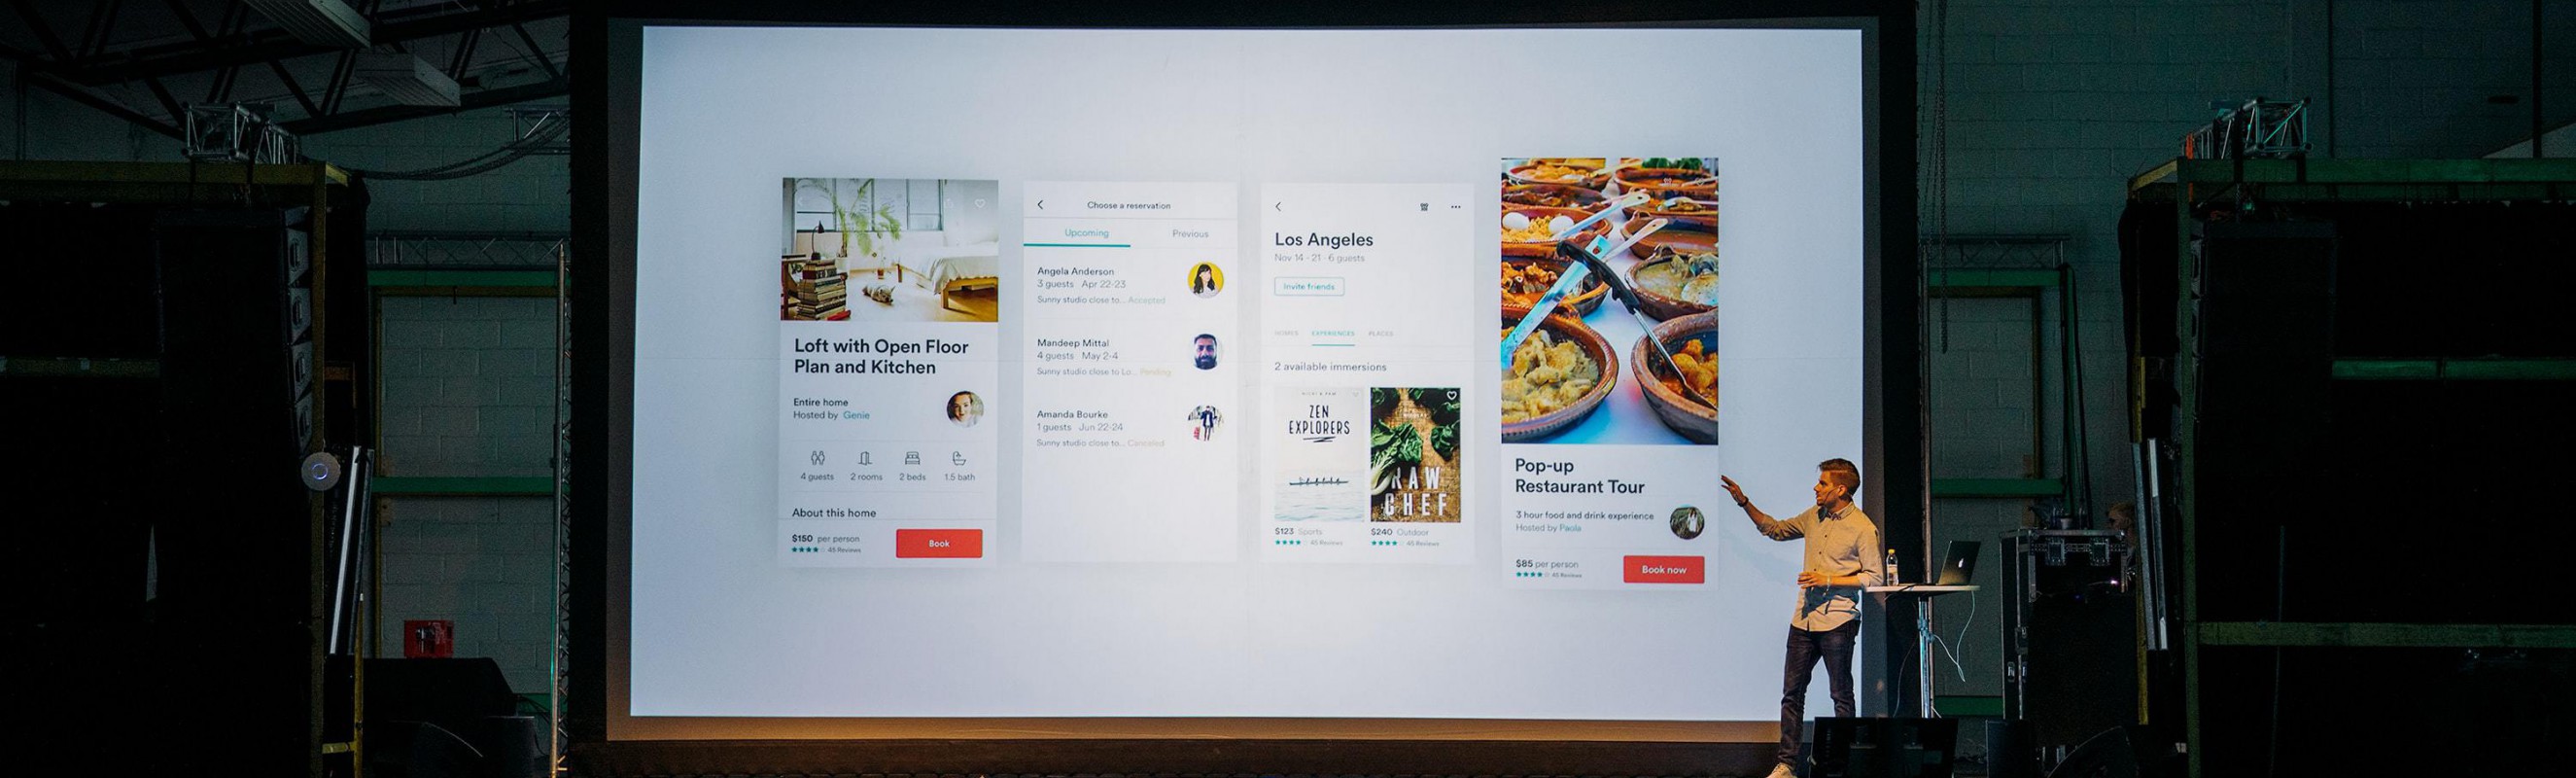 Loft with Open Floor
Plan and Kitchen
Entire home
Hosted by Genie
4 guests
2 rooms
2 beds
1.5 bath
About this home
$150 per person
45 Reviews
Book
Choose a reservation
Upcoming
Previous
Angela Anderson
3 guests Apr 22-23
Sunny studio close to... Accepted
Mandeep Mittal
4 guests May 2-4
Sunny studio close to Lo... Pending
Amanda Bourke
1 guests Jun 22-24
Sunny studio close to... Canceled
Los Angeles
Nov 14 - 21 · 6 guests
Invite friends
HOMES
EXPERIENCES
PLACES
2 available immersions
ZEN
EXPLORERS
$123 Sports
45 Reviews
RAW
CHEF
$240 Outdoor
45 Reviews
Pop-up
Restaurant Tour
3 hour food and drink experience
Hosted by Paola
$85 per person
45 Reviews
Book now